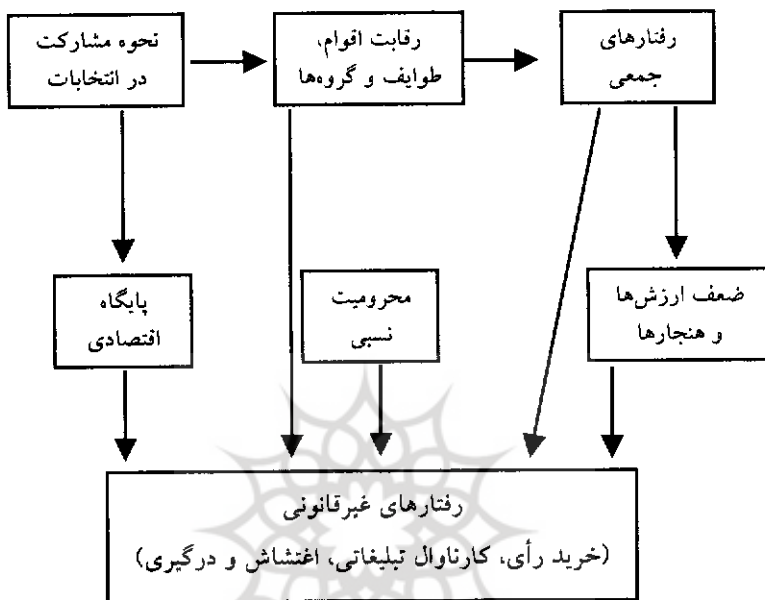 نحوه مشارکت
در انتخابات
رقابت اقوام،
طوایف و گروه‌ها
رفتارهای
جمعی
پایگاه
اقتصادی
محرومیت
نسبی
ضعف ارزش‌ها
و هنجارها
رفتارهای غیرقانونی
(خرید رأی، کارناوال تبلیغاتی، اغتشاش و درگیری)